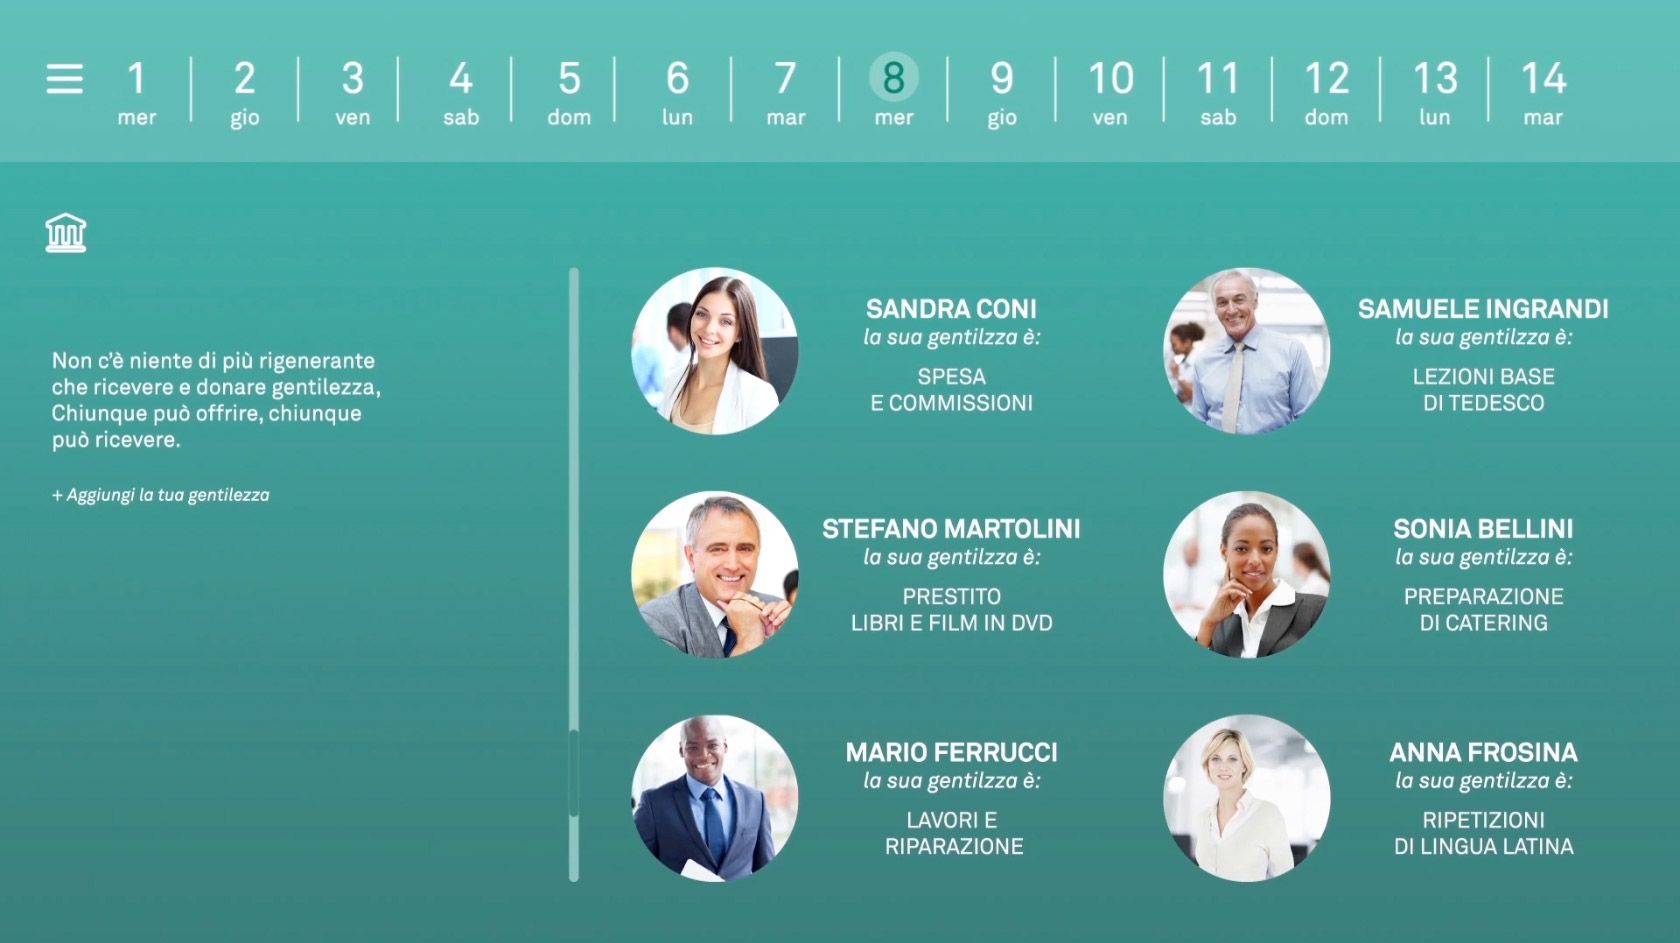 1 2 3 4 5 6 7 8 9 10 11 12 13 14
mer gio ven sab dom lun mar mer gio ven sab dom lun mar
Non c'è niente di più rigenerante
che ricevere e donare gentilezza,
Chiunque può offrire, chiunque
può ricevere.
+ Aggiungi la tua gentilezza
SANDRA CONI
la sua gentilzza è:
SPESA
E COMMISSIONI
SAMUELE INGRANDI
la sua gentilzza è:
LEZIONI BASE
DI TEDESCO
STEFANO MARTOLINI
la sua gentilzza è:
PRESTITO
LIBRI E FILM IN DVD
SONIA BELLINI
la sua gentilzza è:
PREPARAZIONE
DI CATERING
MARIO FERRUCCI
la sua gentilzza è:
LAVORI E
RIPARAZIONE
ANNA FROSINA
la sua gentilzza è:
RIPETIZIONI
DI LINGUA LATINA